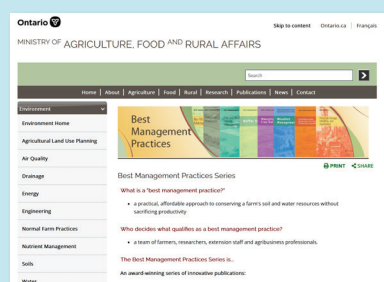 Ontario
Skip to content Ontario.ca Français
MINISTRY OF AGRICULTURE, FOOD AND RURAL AFFAIRS
Search
Home | About | Agriculture | Food | Rural | Research | Publications | News | Contact
Environment
Environment Home
Agricultural Land Use Planning
Air Quality
Drainage
Energy
Engineering
Normal Farm Practices
Nutrient Management
Soils
Water
Best
Management
Practices
PRINT SHARE
Best Management Practices Series
What is a "best management practice?"
• a practical, affordable approach to conserving a farm's soil and water resources without
sacrificing productivity
Who decides what qualifies as a best management practice?
• a team of farmers, researchers, extension staff and agribusiness professionals.
The Best Management Practices Series is...
An award-winning series of innovative publications: